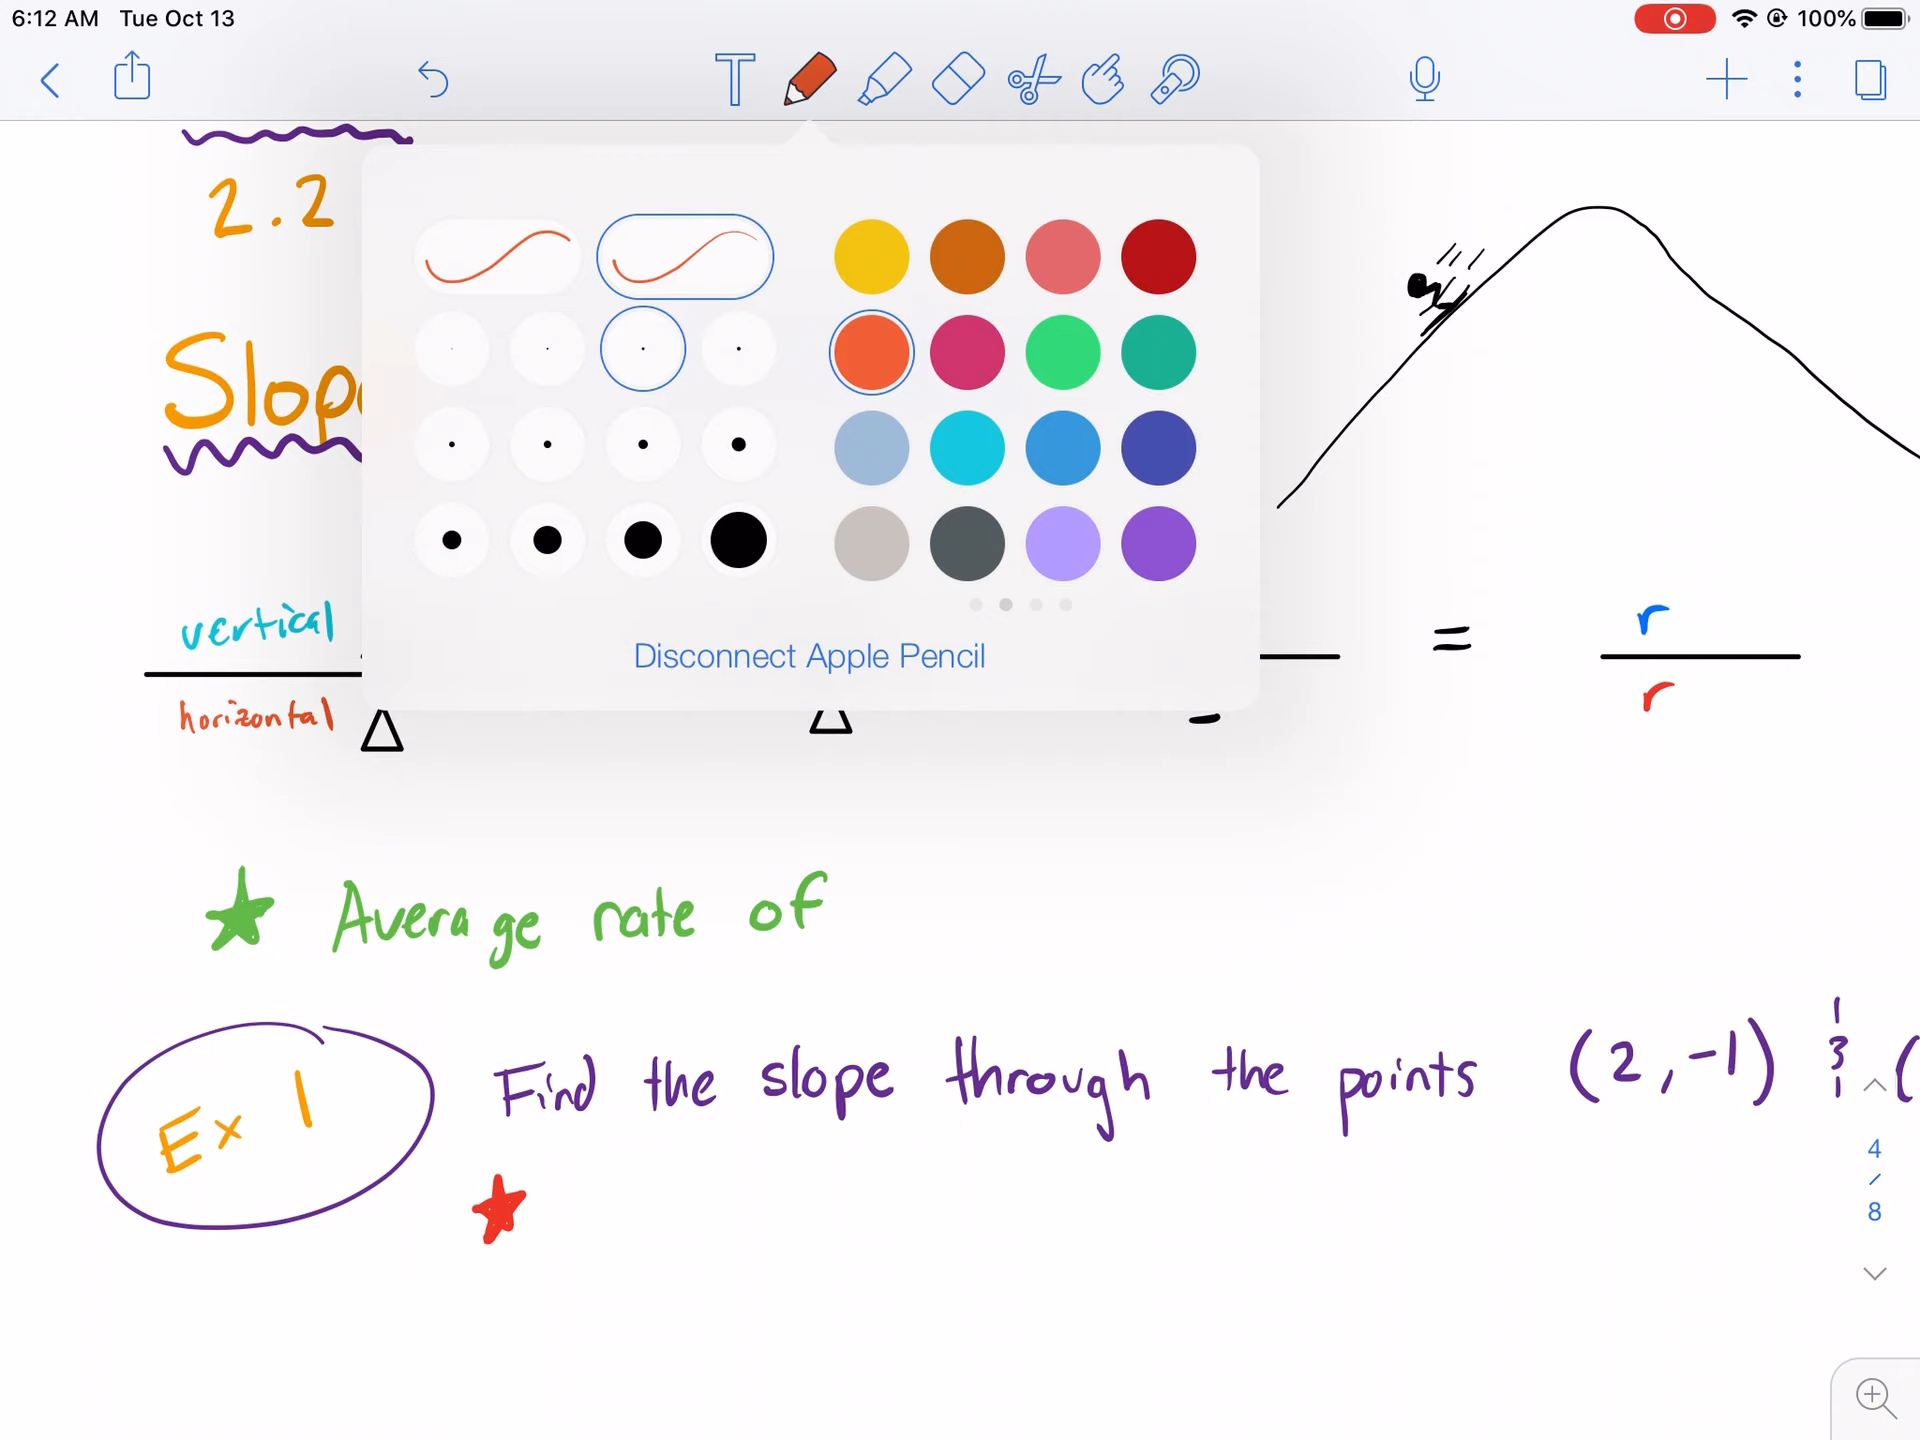 6:12 AM Tue Oct 13 100%
T
2.2
Slop
vertical
horizontal
Δ
Δ
-
=
r
r
Disconnect Apple Pencil
★ Average rate of
Ex 1
Find the slope through the points (2,-1) & (
★
4
/
8